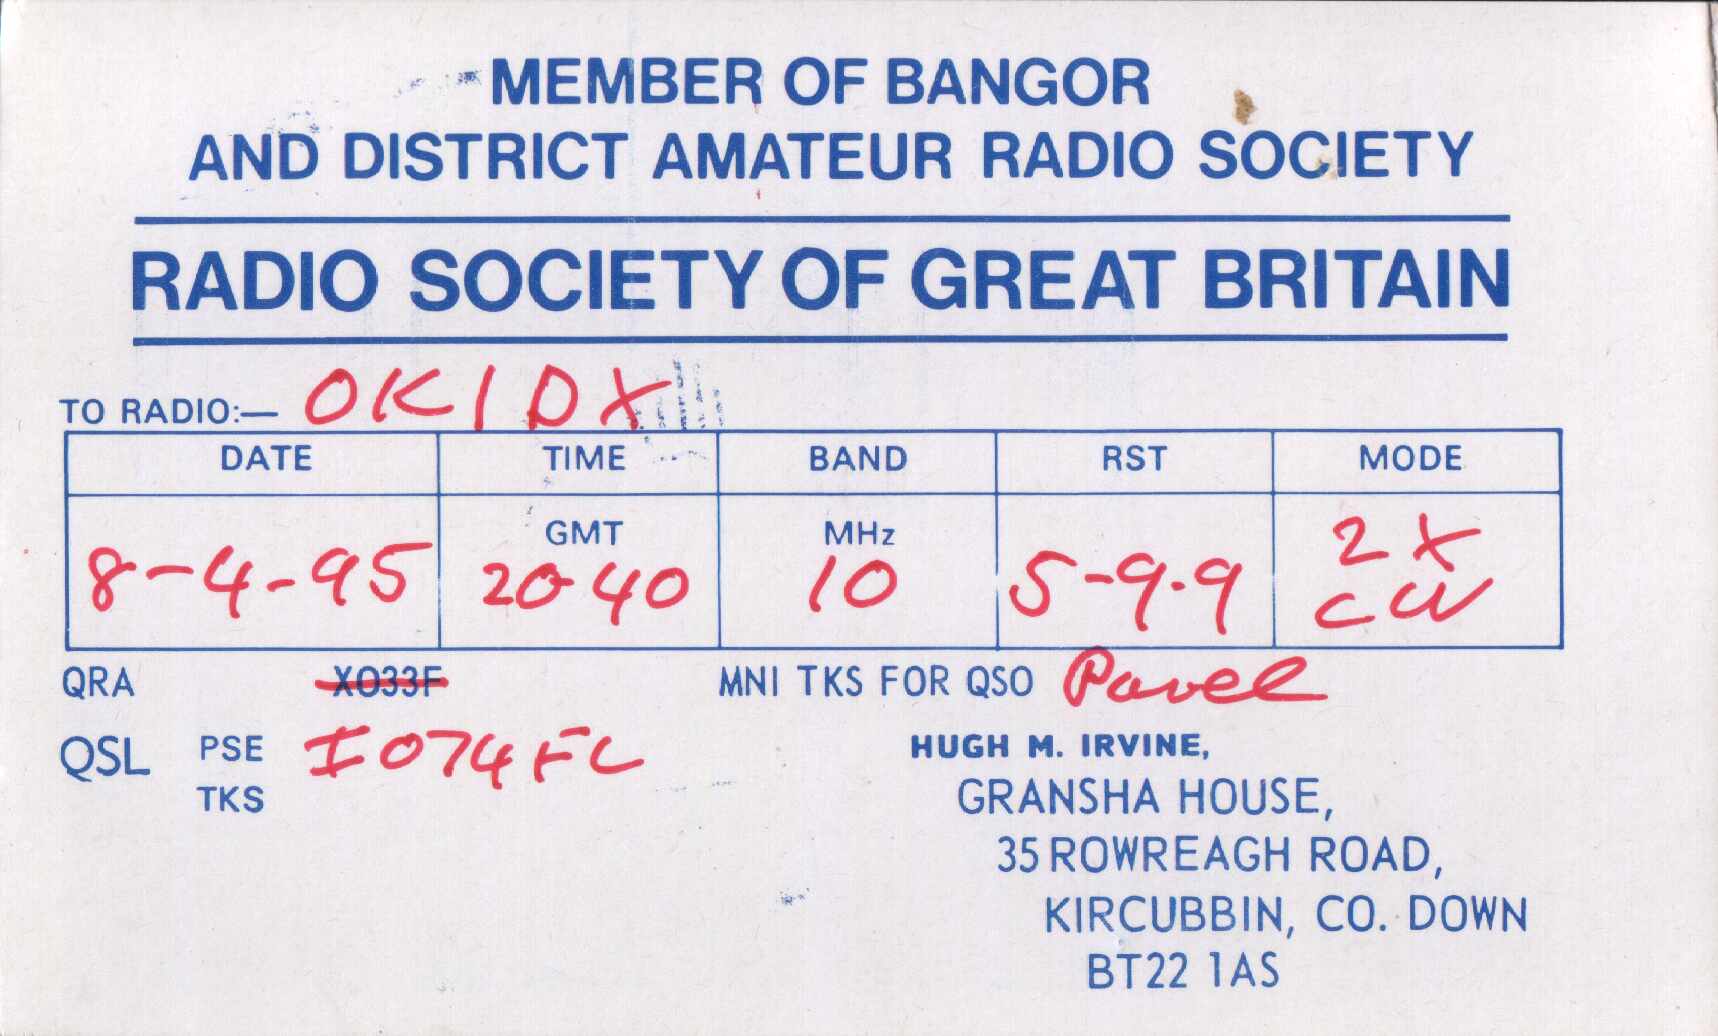 MEMBER OF BANGOR
AND DISTRICT AMATEUR RADIO SOCIETY
RADIO SOCIETY OF GREAT BRITAIN
TO RADIO:— OK1DX
DATE TIME BAND RST MODE
GMT MHz
8-4-95 20-40 10 5-9-9 2X CW
QRA XO33F MNI TKS FOR QSO Pavel
QSL PSE IO74FL
TKS
HUGH M. IRVINE,
GRANSHA HOUSE,
35 ROWREAGH ROAD,
KIRCUBBIN, CO. DOWN
BT22 1AS